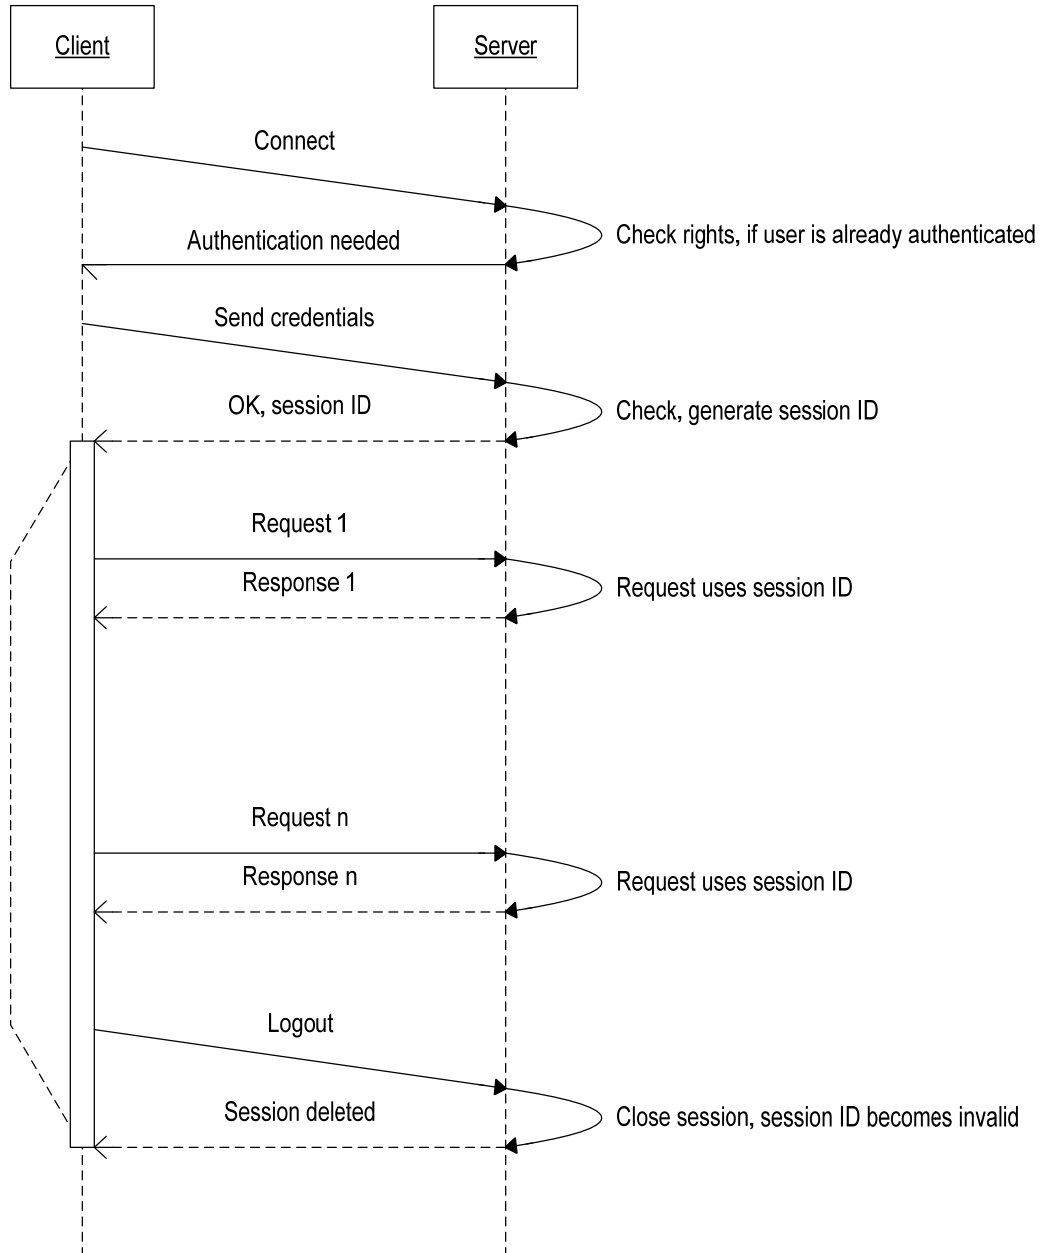 Client
Server
Connect
Check rights, if user is already authenticated
Authentication needed
Send credentials
OK, session ID
Check, generate session ID
Request 1
Response 1
Request uses session ID
Request n
Response n
Request uses session ID
Logout
Session deleted
Close session, session ID becomes invalid